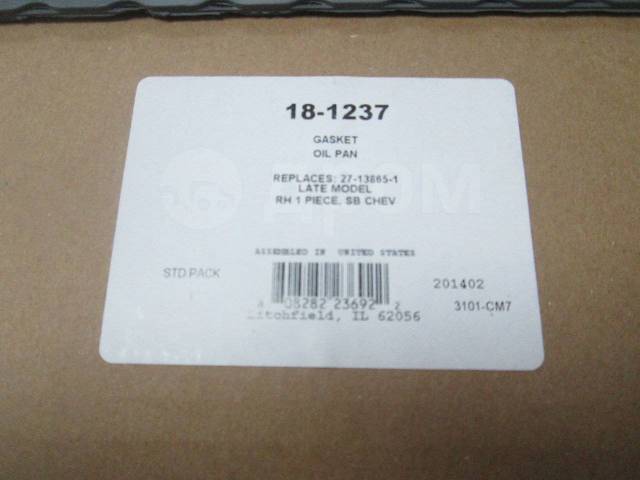 18-1237
GASKET
OIL PAN
REPLACES: 27-13865-1
LATE MODEL
RH 1 PIECE, SB CHEV
ASSEMBLED IN UNITED STATES
STD PACK
201402
08282 23692 2
3101-CM7
Litchfield, IL 62056